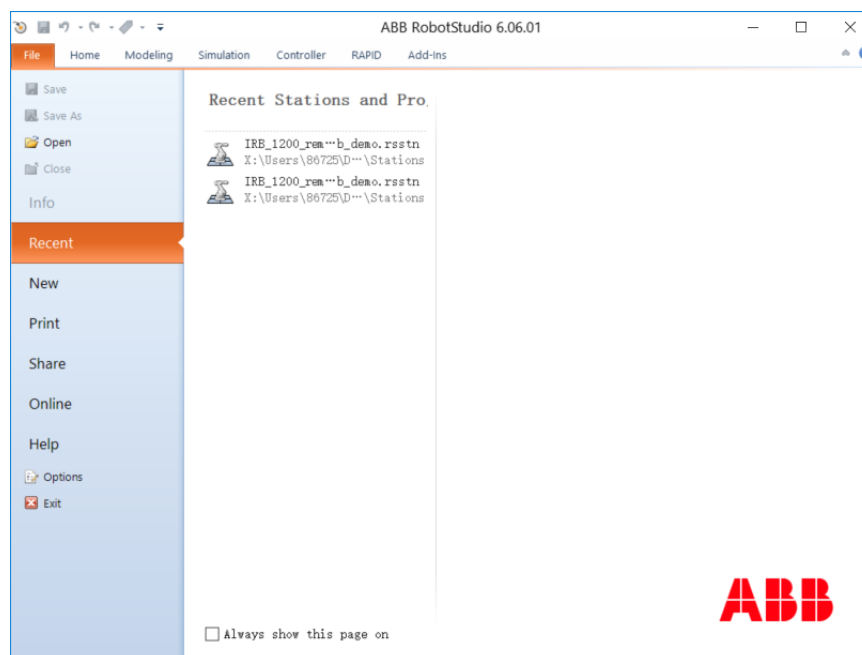 ABB RobotStudio 6.06.01
File Home Modeling Simulation Controller RAPID Add-Ins
Save
Save As
Open
Close
Info
Recent
New
Print
Share
Online
Help
Options
Exit
Recent Stations and Pro
IRB_1200_rem…b_demo.rsstn
X:\Users\86725\D…\Stations
IRB_1200_rem…b_demo.rsstn
X:\Users\86725\D…\Stations
Always show this page on
ABB